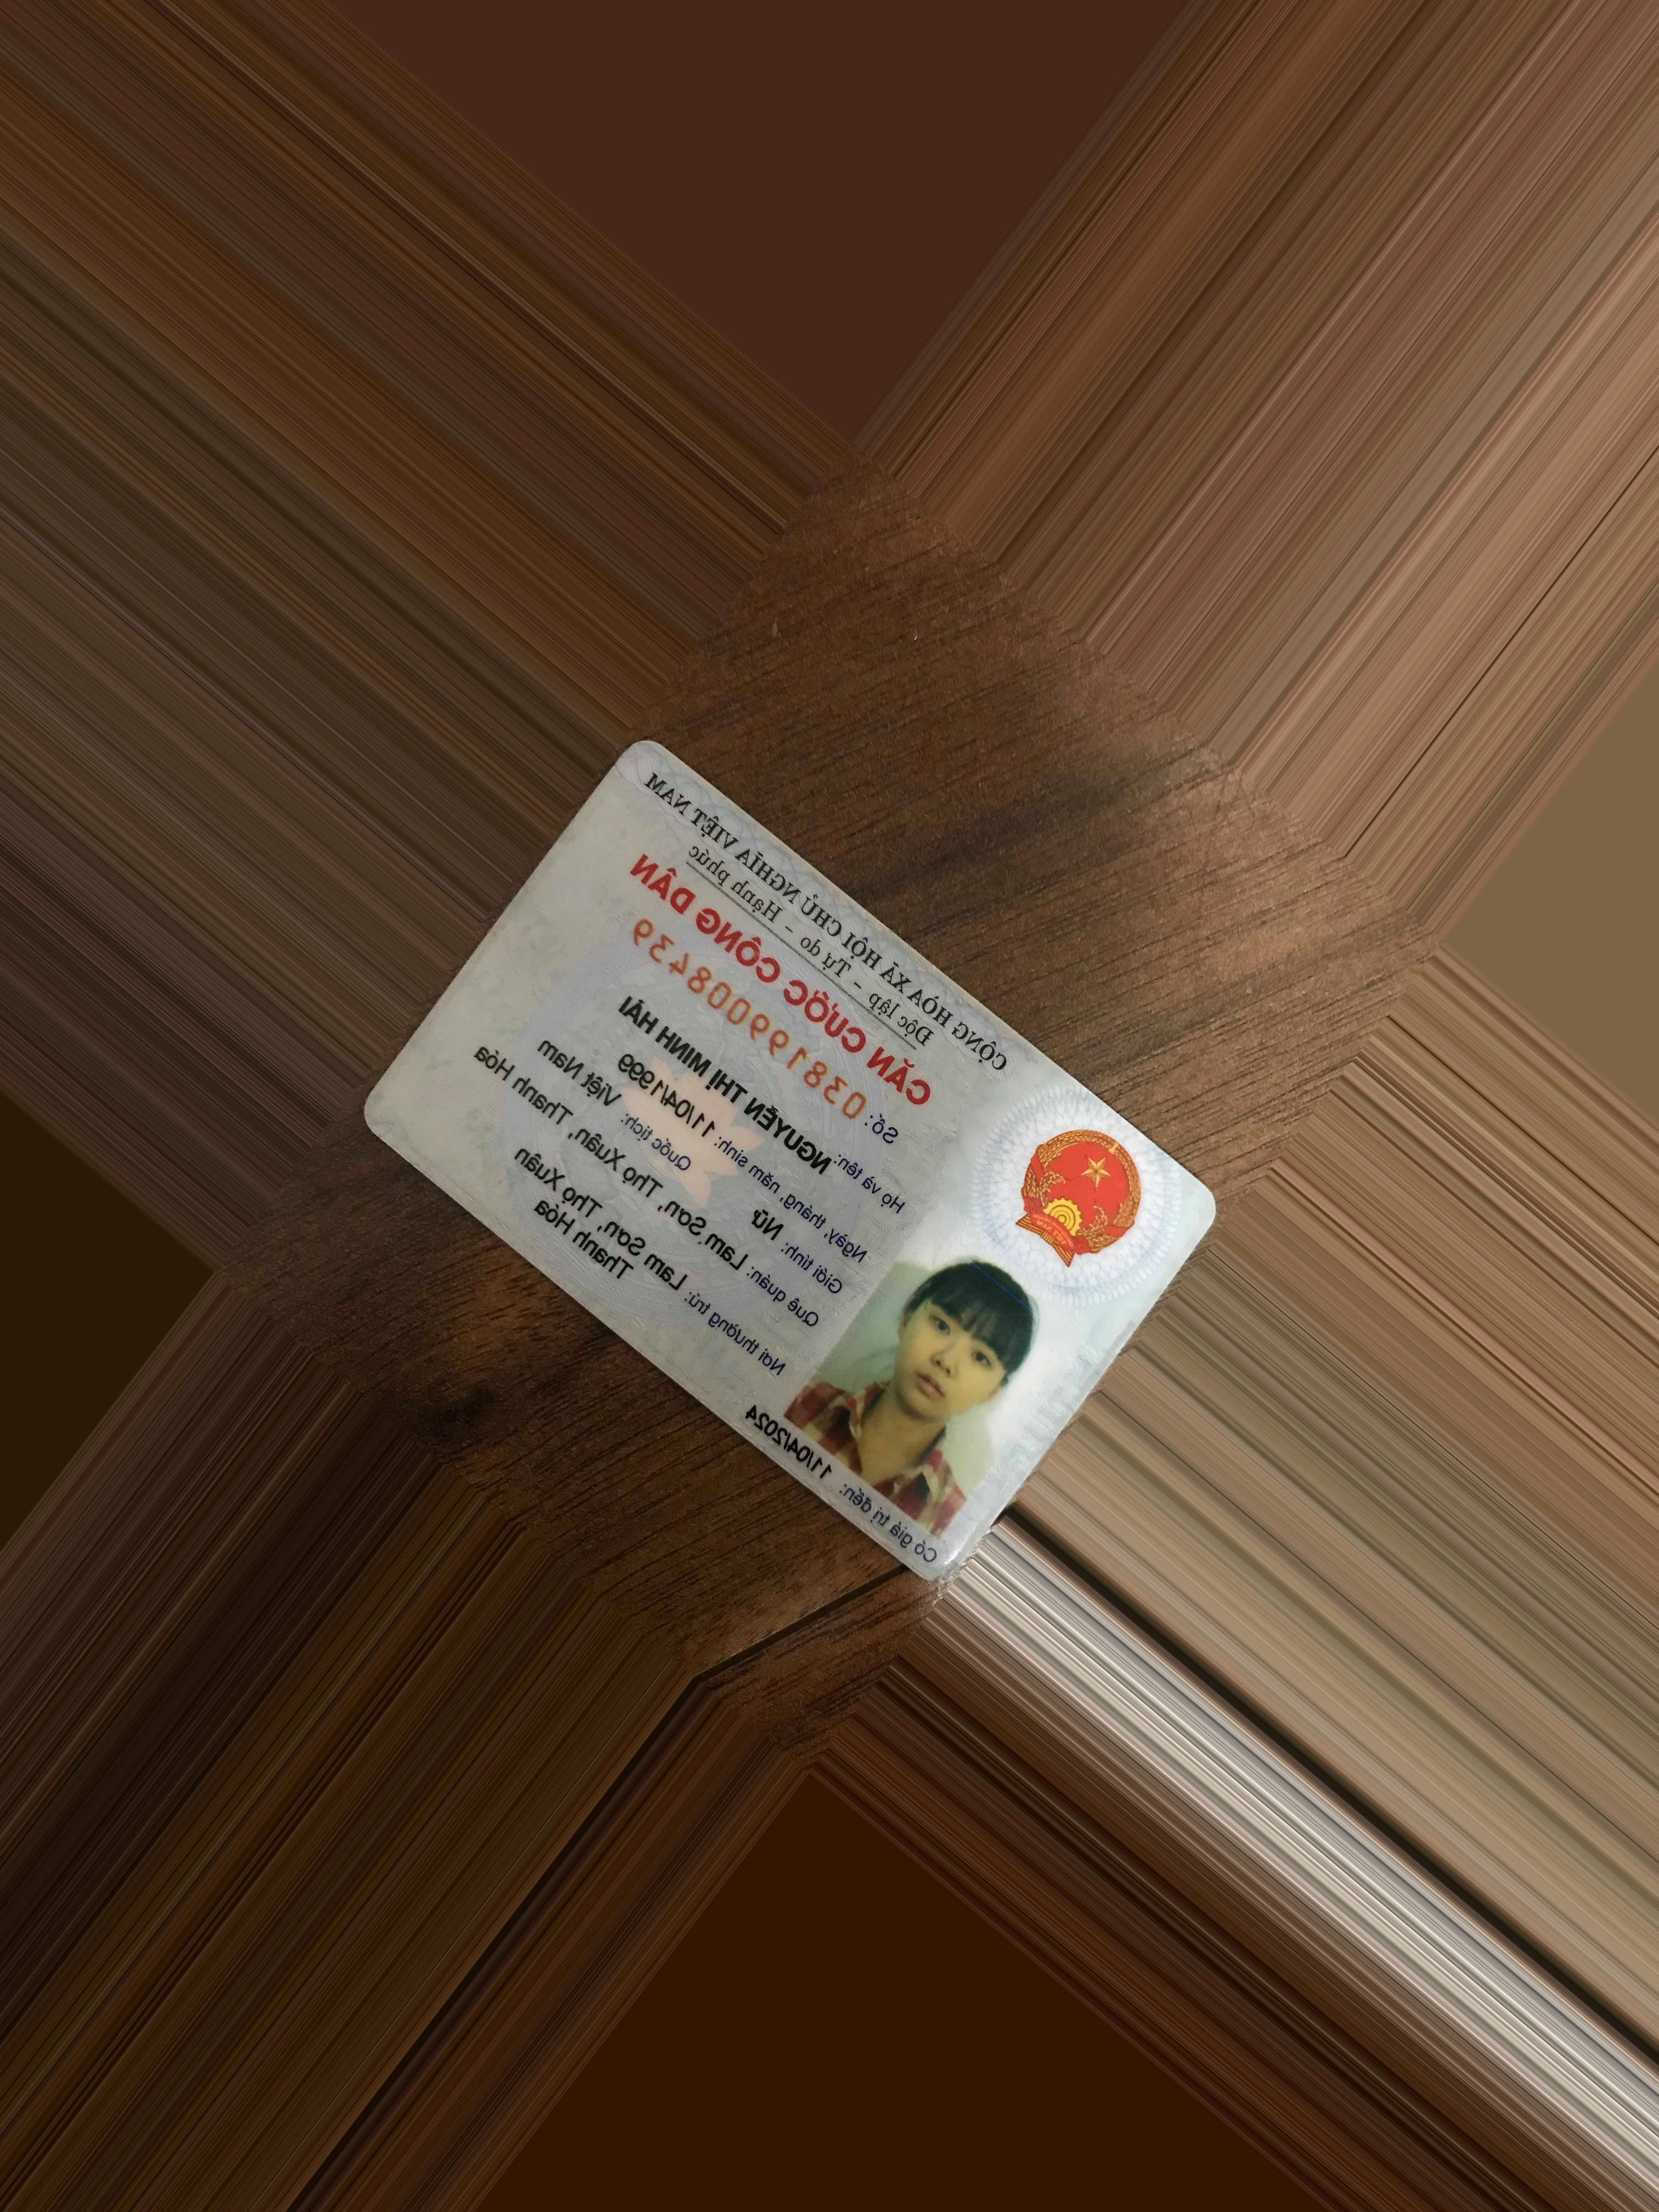 CỘNG HÒA XÃ HỘI CHỦ NGHĨA VIỆT NAM
Độc lập - Tự do - Hạnh phúc
CĂN CƯỚC CÔNG DÂN
Số: 038199008439
Họ và tên: NGUYỄN THỊ MINH HẢI
Ngày, tháng, năm sinh: 11/04/1999
Giới tính: Nữ Quốc tịch: Việt Nam
Quê quán: Lam Sơn, Thọ Xuân, Thanh Hóa
Nơi thường trú: Lam Sơn, Thọ Xuân
Thanh Hóa
Có giá trị đến: 11/04/2024